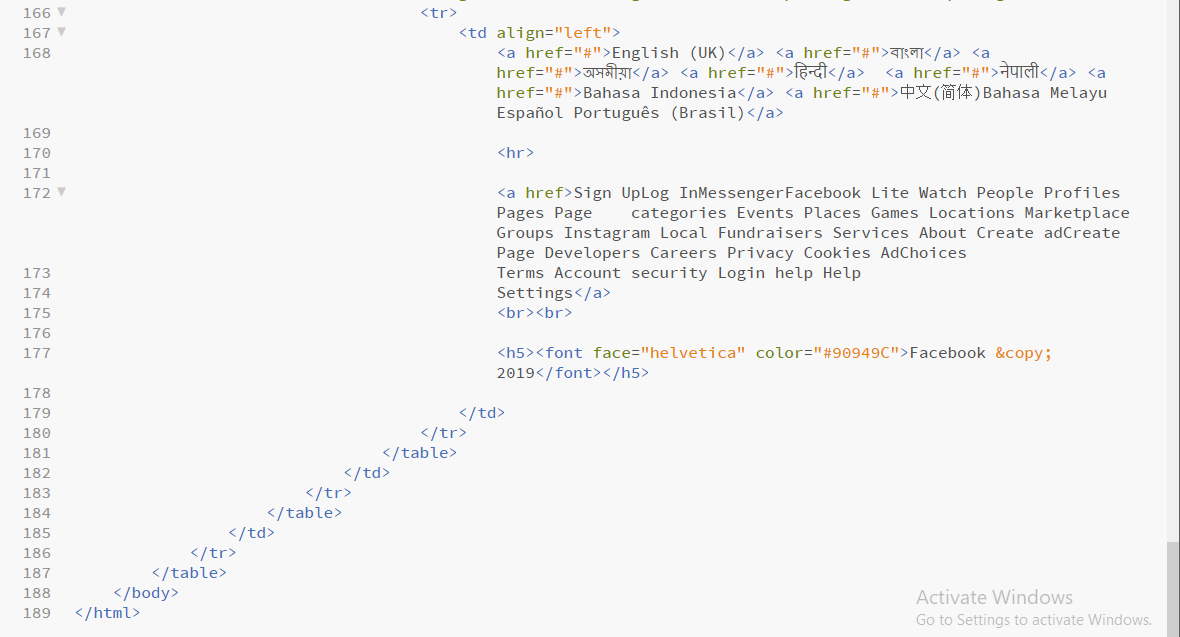 166 ▼ <tr>
167 ▼ <td align="left">
168 <a href="#">English (UK)</a> <a href="#">বাংলা</a> <a
href="#">অসমীয়া</a> <a href="#">हिन्दी</a>  <a href="#">नेपाली</a> <a
href="#">Bahasa Indonesia</a> <a href="#">中文(简体)Bahasa Melayu
Español Português (Brasil)</a>
169
170 <hr>
171
172 ▼ <a href>Sign UpLog InMessengerFacebook Lite Watch People Profiles
Pages Page    categories Events Places Games Locations Marketplace
Groups Instagram Local Fundraisers Services About Create adCreate
Page Developers Careers Privacy Cookies AdChoices
173 Terms Account security Login help Help
174 Settings</a>
175 <br><br>
176
177 <h5><font face="helvetica" color="#90949C">Facebook &copy;
2019</font></h5>
178
179 </td>
180 </tr>
181 </table>
182 </td>
183 </tr>
184 </table>
185 </td>
186 </tr>
187 </table>
188 </body>
189 </html>
Activate Windows
Go to Settings to activate Windows.